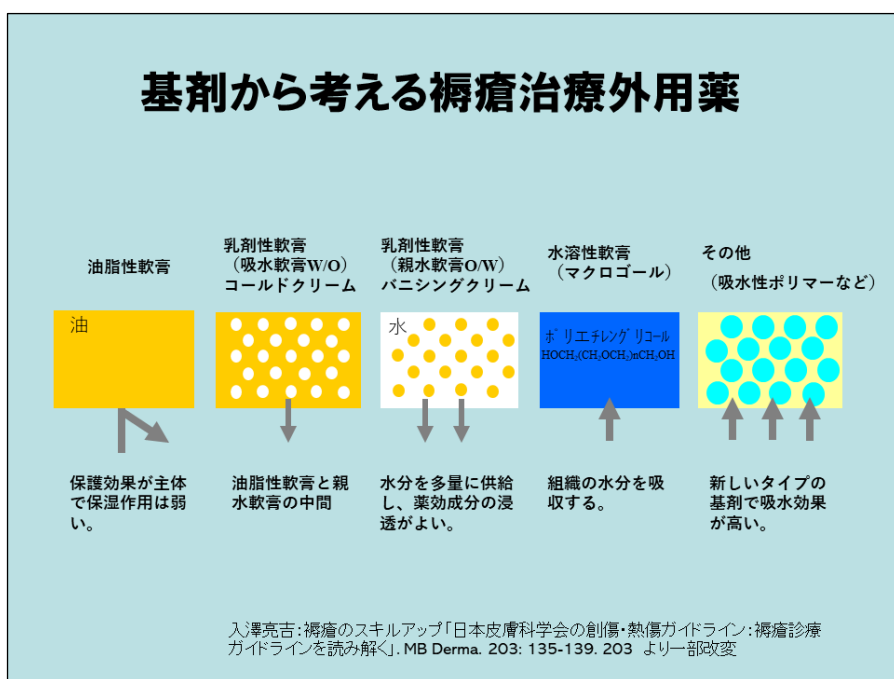 基剤から考える褥瘡治療外用薬
油脂性軟膏
乳剤性軟膏
（吸水軟膏W/O）
コールドクリーム
乳剤性軟膏
（親水軟膏O/W）
バニシングクリーム
水溶性軟膏
（マクロゴール）
その他
（吸水性ポリマーなど）
油
水
ポリエチレングリコール
HOCH₂(CH₂OCH₂)nCH₂OH
保護効果が主体
で保湿作用は弱
い。
油脂性軟膏と親
水軟膏の中間
水分を多量に供給
し、薬効成分の浸
透がよい。
組織の水分を吸
収する。
新しいタイプの
基剤で吸水効果
が高い。
入澤亮吉：褥瘡のスキルアップ「日本皮膚科学会の創傷・熱傷ガイドライン：褥瘡診療
ガイドラインを読み解く」. MB Derma. 203: 135-139. 203 より一部改変